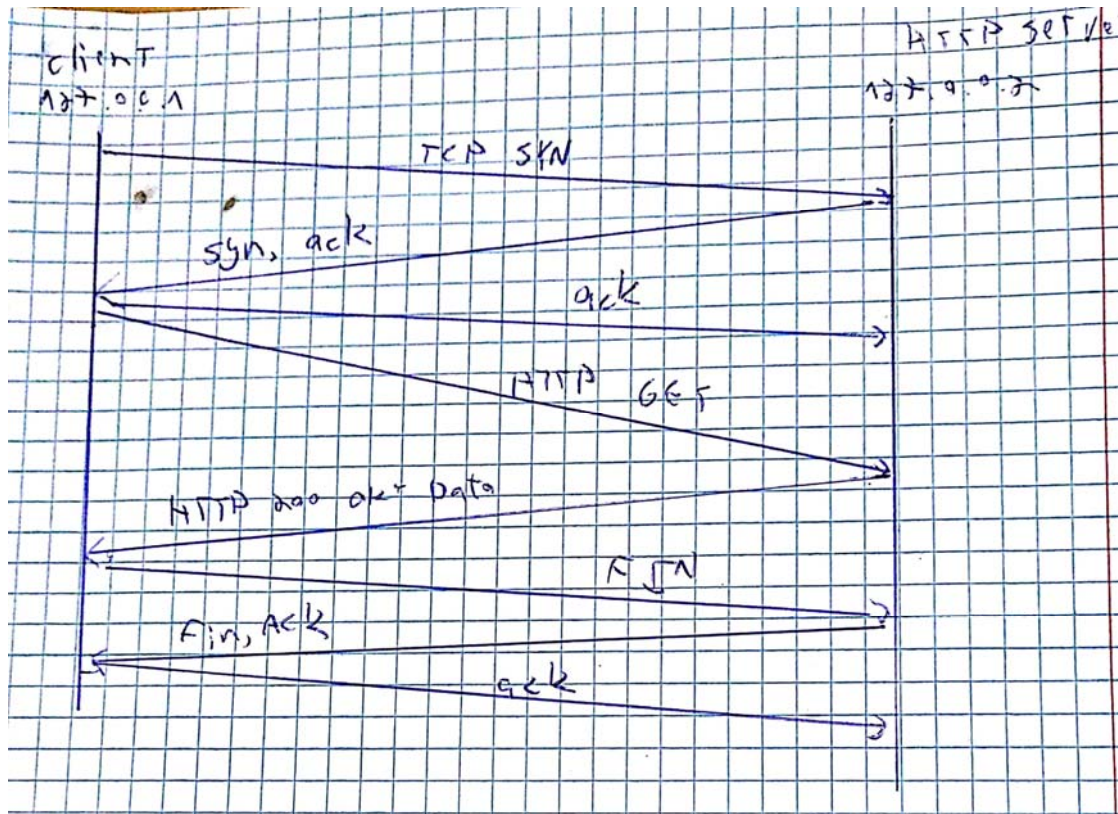 client
HTTP serve
127.0.0.1
127.0.0.2
TCP SYN
syn, ack
ack
HTTP GET
HTTP 200 ok+ Data
FIN
Fin, Ack
ack